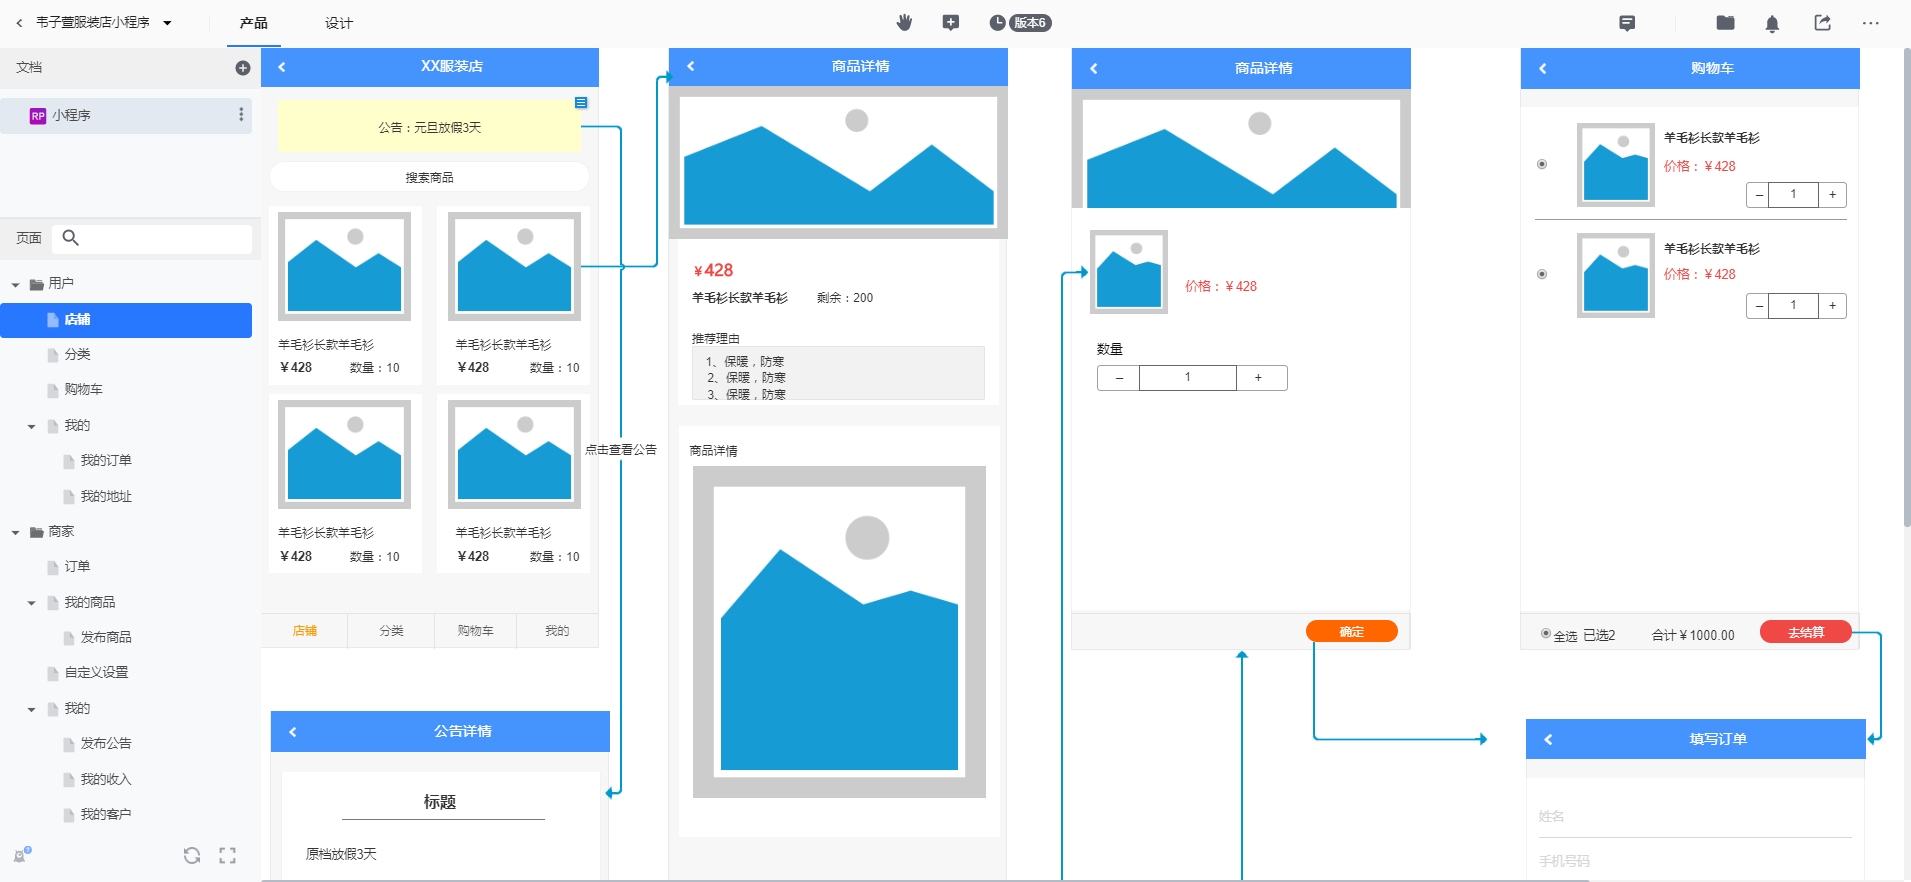 韦子萱服装店小程序
产品
设计
版本6
文档
RP 小程序
页面
用户
店铺
分类
购物车
我的
我的订单
我的地址
商家
订单
我的商品
发布商品
自定义设置
我的
发布公告
我的收入
我的客户
XX服装店
公告：元旦放假3天
搜索商品
羊毛衫长款羊毛衫
￥428 数量：10
羊毛衫长款羊毛衫
￥428 数量：10
羊毛衫长款羊毛衫
￥428 数量：10
羊毛衫长款羊毛衫
￥428 数量：10
店铺 分类 购物车 我的
点击查看公告
公告详情
标题
原档放假3天
商品详情
￥428
羊毛衫长款羊毛衫 剩余：200
推荐理由
1、保暖，防寒
2、保暖，防寒
3、保暖，防寒
商品详情
商品详情
价格：￥428
数量
– 1 +
确定
购物车
羊毛衫长款羊毛衫
价格：￥428
– 1 +
羊毛衫长款羊毛衫
价格：￥428
– 1 +
全选 已选2 合计￥1000.00 去结算
填写订单
姓名
手机号码